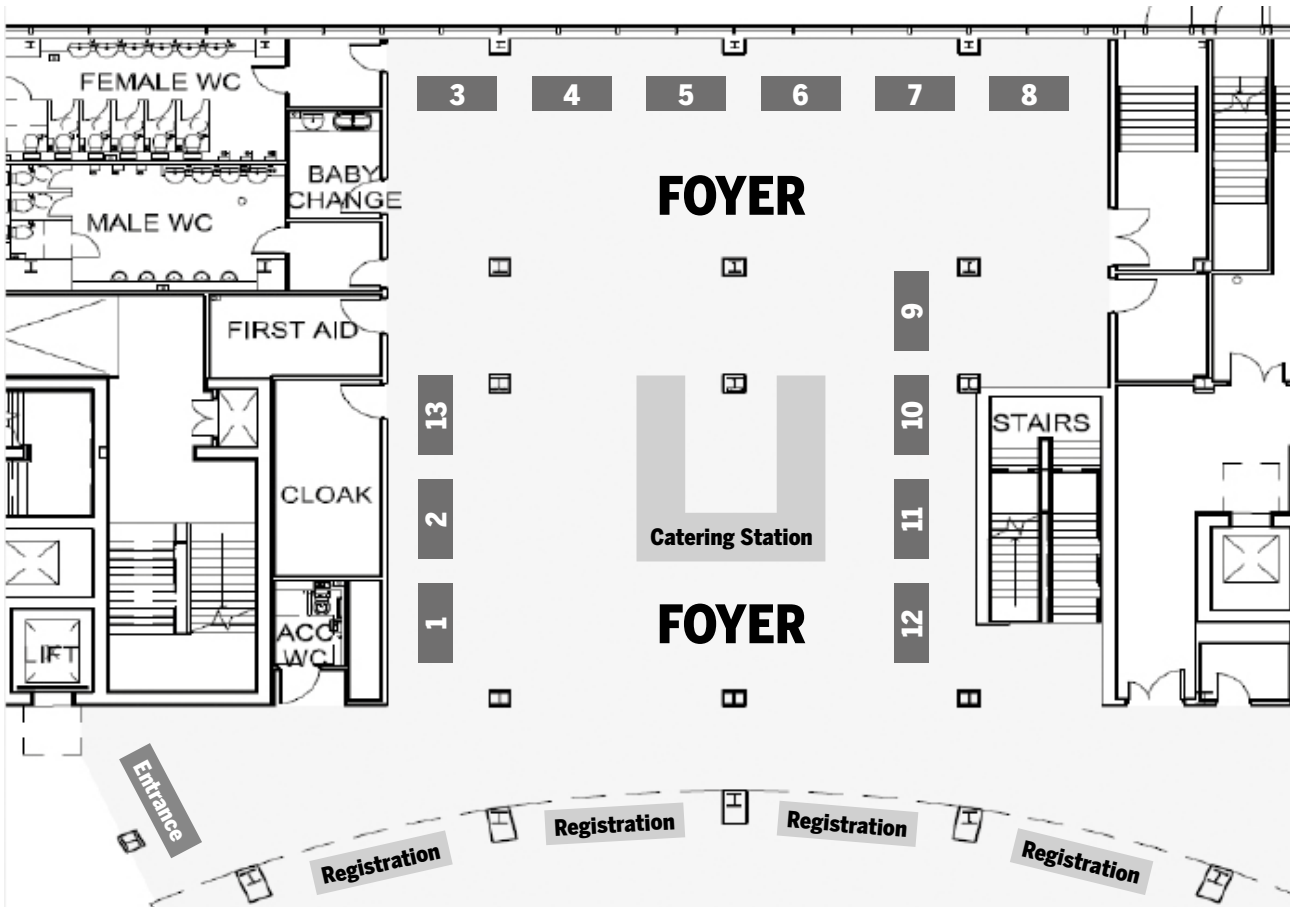 FEMALE WC
3
4
5
6
7
8
BABY
CHANGE
MALE WC
FOYER
FIRST AID
9
13
10
STAIRS
CLOAK
2
11
Catering Station
1
FOYER
12
ACC
WC
LIFT
Entrance
Registration
Registration
Registration
Registration